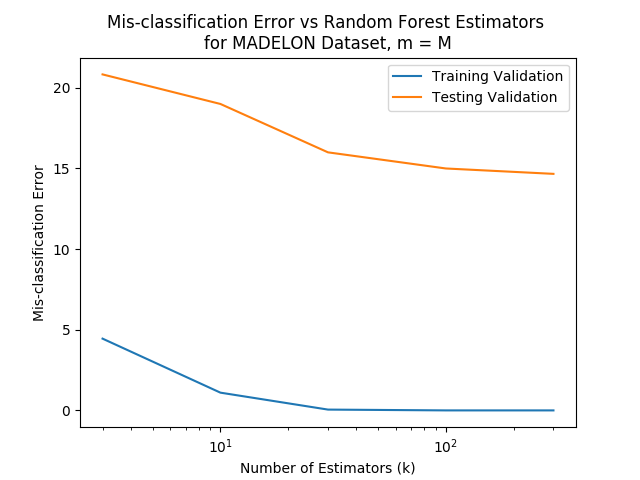 Mis-classification Error vs Random Forest Estimators
for MADELON Dataset, m = M
Training Validation
Testing Validation
Mis-classification Error
20
15
10
5
0
10¹
10²
Number of Estimators (k)